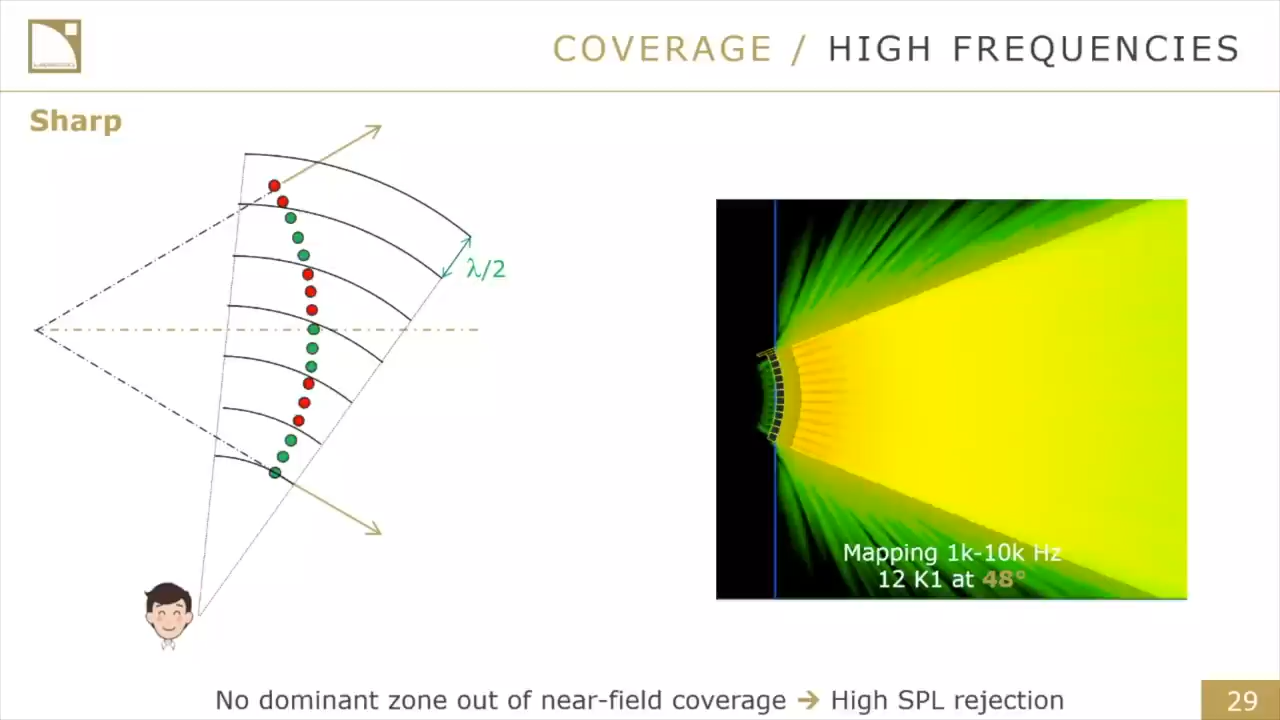 COVERAGE / HIGH FREQUENCIES
Sharp
λ/2
Mapping 1k-10k Hz
12 K1 at 48°
No dominant zone out of near-field coverage ➔ High SPL rejection
29